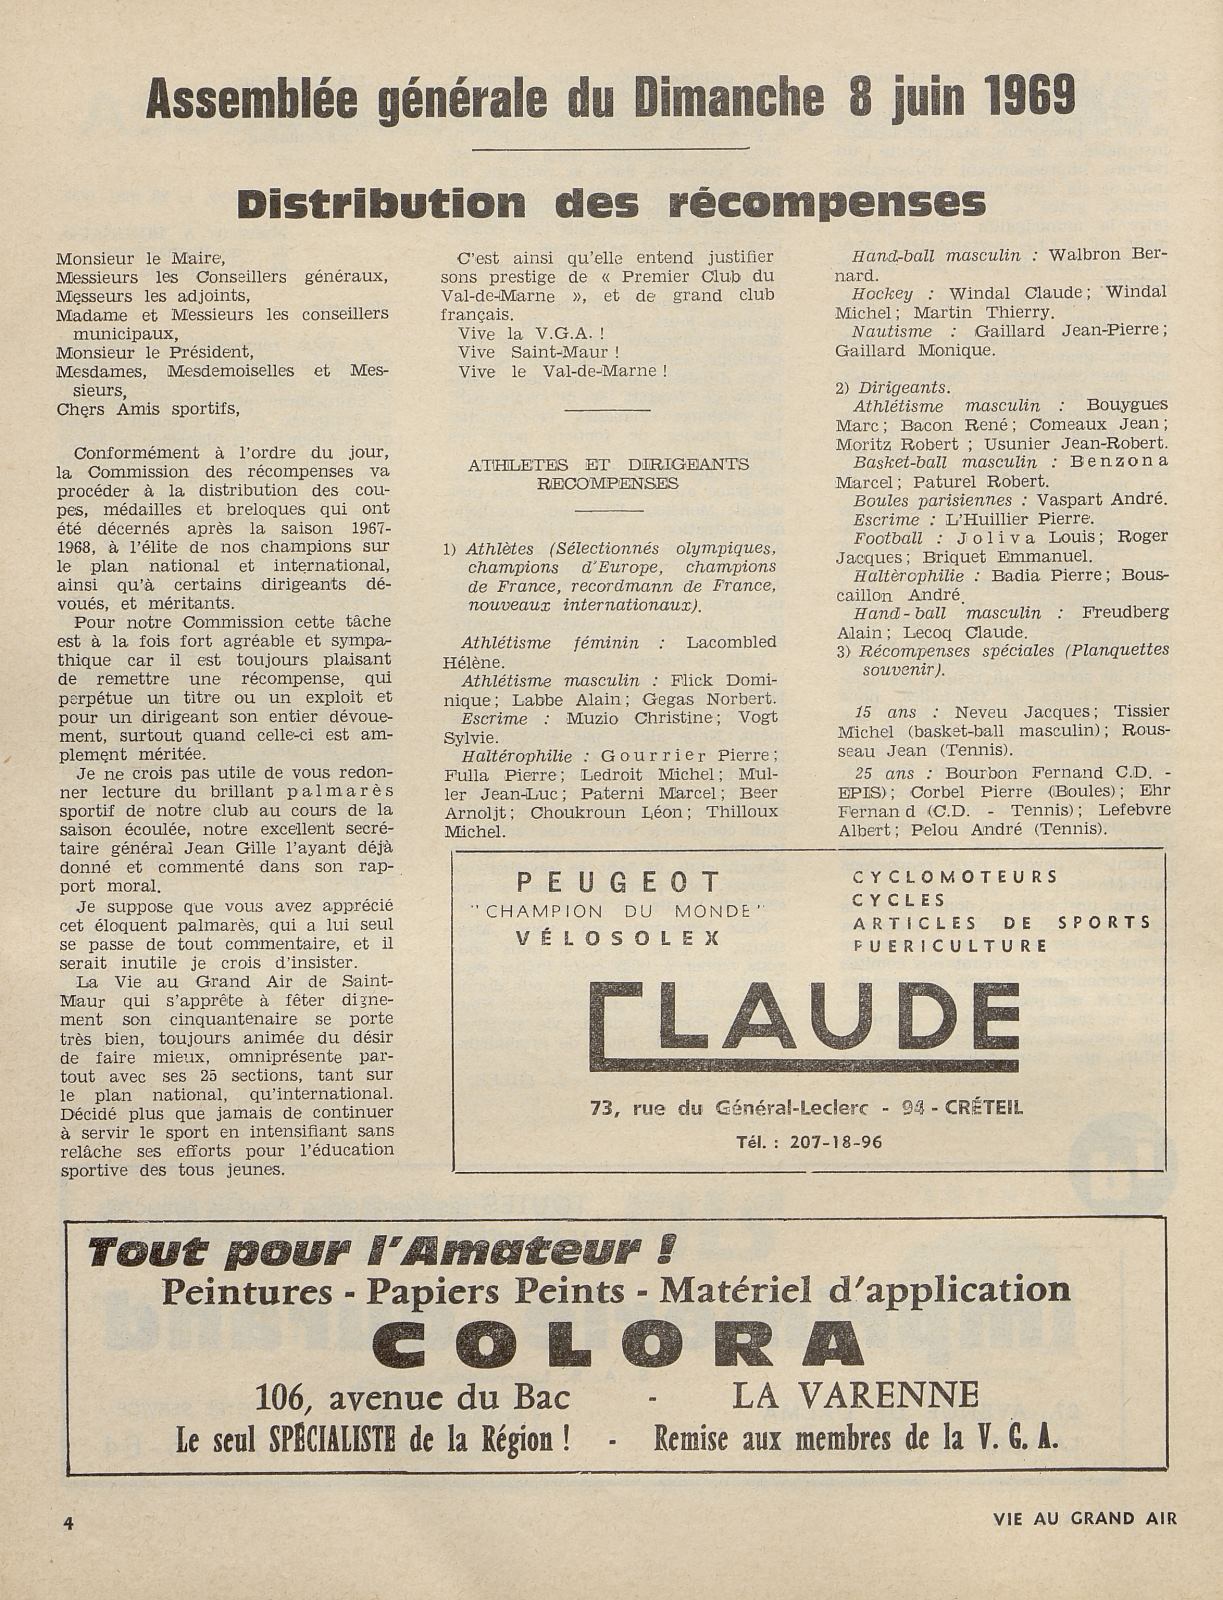 Assemblée générale du Dimanche 8 juin 1969
Distribution des récompenses
Monsieur le Maire,
Messieurs les Conseillers généraux,
Messeurs les adjoints,
Madame et Messieurs les conseillers
municipaux,
Monsieur le Président,
Mesdames, Mesdemoiselles et Mes-
sieurs,
Chers Amis sportifs,
Conformément à l'ordre du jour,
la Commission des récompenses va
procéder à la distribution des cou-
pes, médailles et breloques qui ont
été décernés après la saison 1967-
1968, à l'élite de nos champions sur
le plan national et international,
ainsi qu'à certains dirigeants dé-
voués, et méritants.
Pour notre Commission cette tâche
est à la fois fort agréable et sympa-
thique car il est toujours plaisant
de remettre une récompense, qui
perpétue un titre ou un exploit et
pour un dirigeant son entier dévoue-
ment, surtout quand celle-ci est am-
plement méritée.
Je ne crois pas utile de vous redon-
ner lecture du brillant palmarès
sportif de notre club au cours de la
saison écoulée, notre excellent secré-
taire général Jean Gille l'ayant déjà
donné et commenté dans son rap-
port moral.
Je suppose que vous avez apprécié
cet éloquent palmarès, qui a lui seul
se passe de tout commentaire, et il
serait inutile je crois d'insister.
La Vie au Grand Air de Saint-
Maur qui s'apprête à fêter digne-
ment son cinquantenaire se porte
très bien, toujours animée du désir
de faire mieux, omniprésente par-
tout avec ses 25 sections, tant sur
le plan national, qu'international.
Décidé plus que jamais de continuer
à servir le sport en intensifiant sans
relâche ses efforts pour l'éducation
sportive des tous jeunes.
C'est ainsi qu'elle entend justifier
sons prestige de « Premier Club du
Val-de-Marne », et de grand club
français.
Vive la V.G.A. !
Vive Saint-Maur !
Vive le Val-de-Marne !
ATHLETES ET DIRIGEANTS
RECOMPENSES
1) Athlètes (Sélectionnés olympiques,
champions d'Europe, champions
de France, recordmann de France,
nouveaux internationaux).
Athlétisme féminin : Lacombled
Hélène.
Athlétisme masculin : Flick Domi-
nique ; Labbe Alain ; Gegas Norbert.
Escrime : Muzio Christine ; Vogt
Sylvie.
Haltérophilie : Gourrier Pierre ;
Fulla Pierre ; Ledroit Michel ; Mul-
ler Jean-Luc ; Paterni Marcel ; Beer
Arnoljt ; Choukroun Léon ; Thilloux
Michel.
Hand-ball masculin : Walbron Ber-
nard.
Hockey : Windal Claude ; Windal
Michel ; Martin Thierry.
Nautisme : Gaillard Jean-Pierre ;
Gaillard Monique.
2) Dirigeants.
Athlétisme masculin : Bouygues
Marc ; Bacon René ; Comeaux Jean ;
Moritz Robert ; Usunier Jean-Robert.
Basket-ball masculin : Benzona
Marcel ; Paturel Robert.
Boules parisiennes : Vaspart André.
Escrime : L'Huillier Pierre.
Football : Joliva Louis ; Roger
Jacques ; Briquet Emmanuel.
Haltèrophilie : Badia Pierre ; Bous-
caillon André.
Hand-ball masculin : Freudberg
Alain ; Lecoq Claude.
3) Récompenses spéciales (Planquettes
souvenir).
15 ans : Neveu Jacques ; Tissier
Michel (basket-ball masculin) ; Rous-
seau Jean (Tennis).
25 ans : Bourbon Fernand C.D. -
EPIS) ; Corbel Pierre (Boules) ; Ehr
Fernand (C.D. - Tennis) ; Lefebvre
Albert ; Pelou André (Tennis).
PEUGEOT
"CHAMPION DU MONDE"
VÉLOSOLEX
CYCLOMOTEURS
CYCLES
ARTICLES DE SPORTS
PUERICULTURE
CLAUDE
73, rue du Général-Leclerc - 94 - CRÉTEIL
Tél. : 207-18-96
Tout pour l'Amateur !
Peintures - Papiers Peints - Matériel d'application
COLORA
106, avenue du Bac - LA VARENNE
Le seul SPÉCIALISTE de la Région ! - Remise aux membres de la V. G. A.
4
VIE AU GRAND AIR